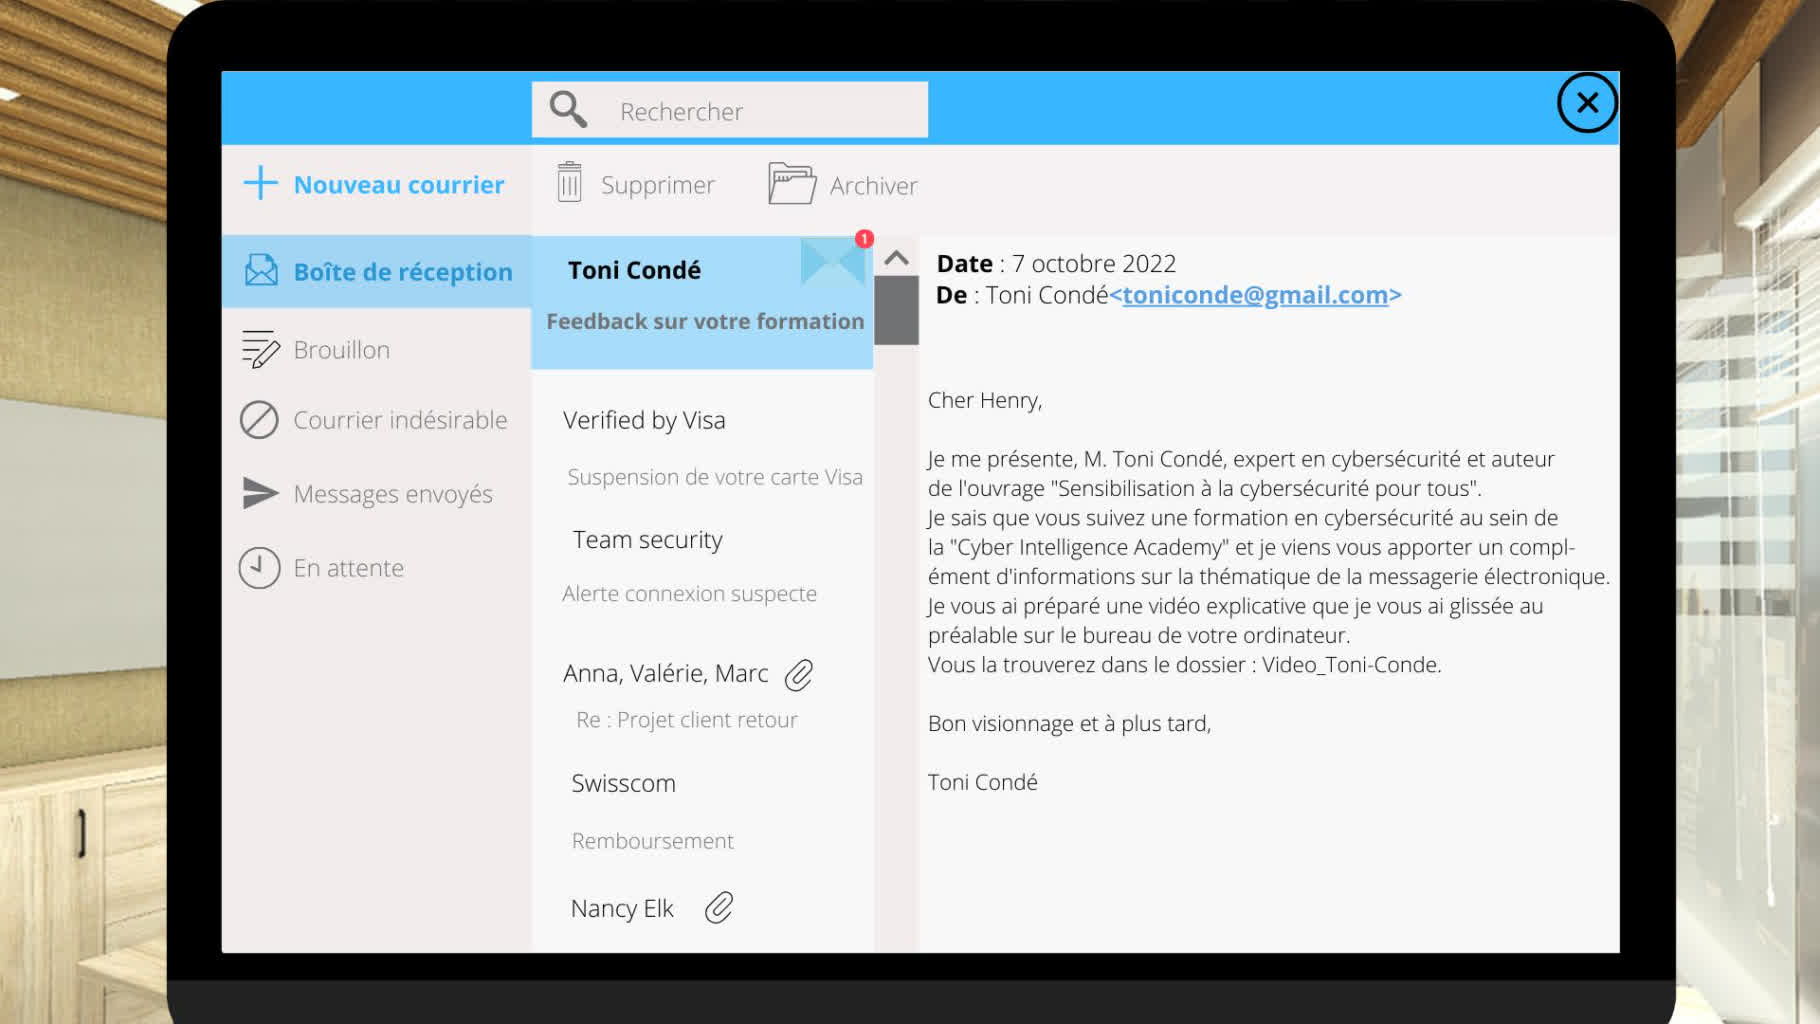 Rechercher
Nouveau courrier
Supprimer
Archiver
Boîte de réception
Brouillon
Courrier indésirable
Messages envoyés
En attente
Toni Condé
1
Feedback sur votre formation
Verified by Visa
Suspension de votre carte Visa
Team security
Alerte connexion suspecte
Anna, Valérie, Marc
Re : Projet client retour
Swisscom
Remboursement
Nancy Elk
Date : 7 octobre 2022
De : Toni Condé<toniconde@gmail.com>
Cher Henry,
Je me présente, M. Toni Condé, expert en cybersécurité et auteur
de l'ouvrage "Sensibilisation à la cybersécurité pour tous".
Je sais que vous suivez une formation en cybersécurité au sein de
la "Cyber Intelligence Academy" et je viens vous apporter un compl-
ément d'informations sur la thématique de la messagerie électronique.
Je vous ai préparé une vidéo explicative que je vous ai glissée au
préalable sur le bureau de votre ordinateur.
Vous la trouverez dans le dossier : Video_Toni-Conde.
Bon visionnage et à plus tard,
Toni Condé